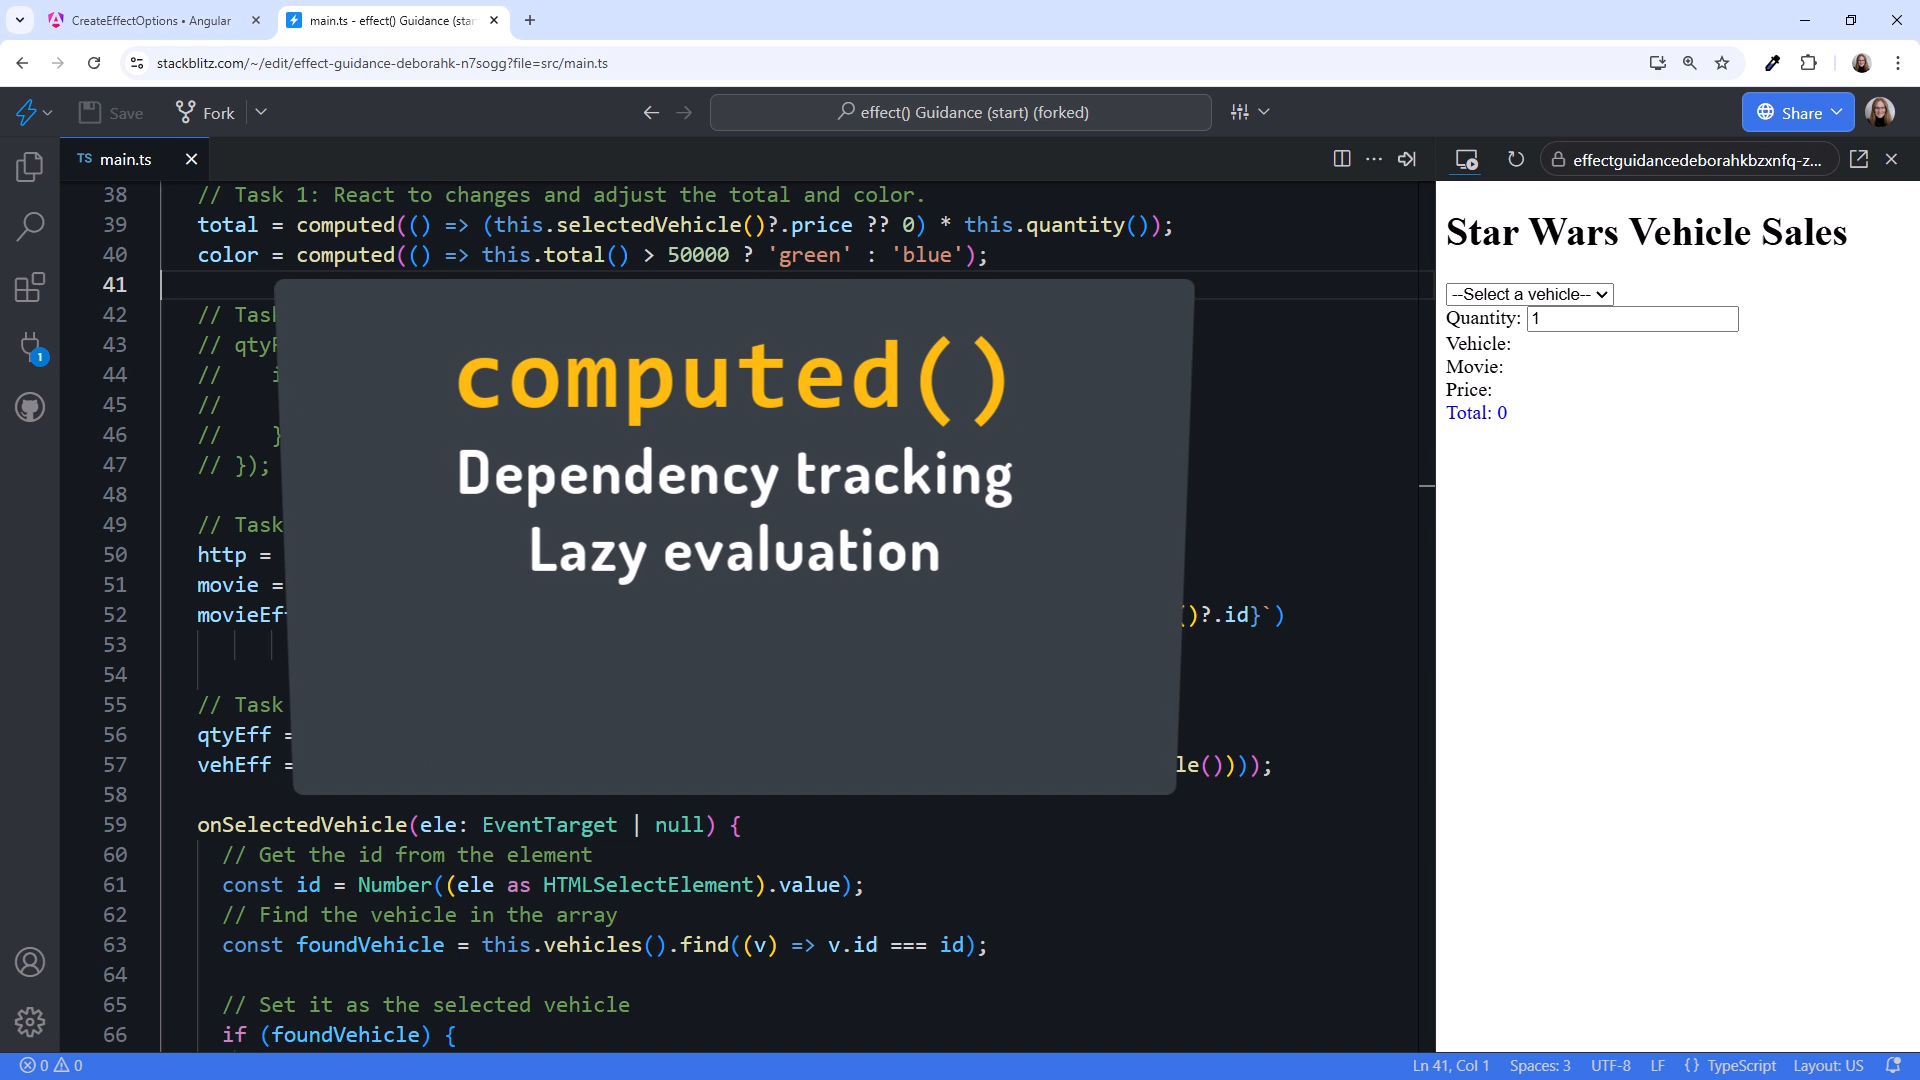 CreateEffectOptions • Angular
main.ts - effect() Guidance (star
stackblitz.com/~/edit/effect-guidance-deborahk-n7sogg?file=src/main.ts
Save
Fork
effect() Guidance (start) (forked)
Share
TS main.ts
effectguidancedeborahkbzxnfq-z...
38 // Task 1: React to changes and adjust the total and color.
39 total = computed(() => (this.selectedVehicle()?.price ?? 0) * this.quantity());
40 color = computed(() => this.total() > 50000 ? 'green' : 'blue');
41
42 // Task
43 // qty
44 // i
45 //
46 // }
47 // });
48
49 // Task
50 http =
51 movie =
52 movieEff ()?.id}`)
53
54
55 // Task
56 qtyEff =
57 vehEff = le())));
58
59 onSelectedVehicle(ele: EventTarget | null) {
60 // Get the id from the element
61 const id = Number((ele as HTMLSelectElement).value);
62 // Find the vehicle in the array
63 const foundVehicle = this.vehicles().find((v) => v.id === id);
64
65 // Set it as the selected vehicle
66 if (foundVehicle) {
computed()
Dependency tracking
Lazy evaluation
Star Wars Vehicle Sales
--Select a vehicle--
Quantity: 1
Vehicle:
Movie:
Price:
Total: 0
1
0 0
Ln 41, Col 1 Spaces: 3 UTF-8 LF {} TypeScript Layout: US